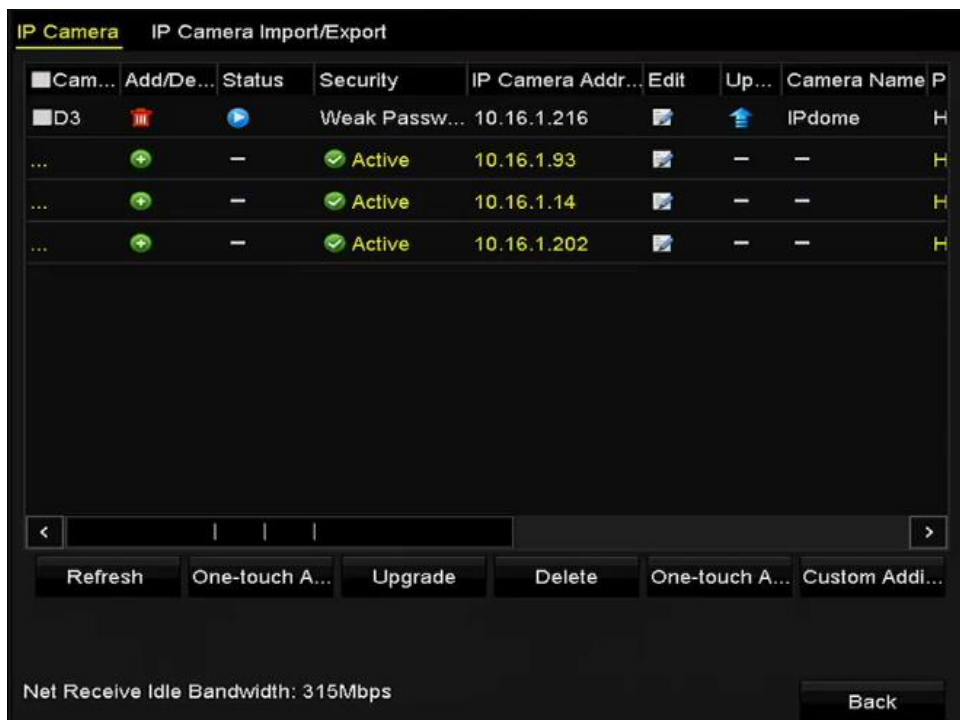 IP Camera IP Camera Import/Export
Cam... Add/De... Status Security IP Camera Addr... Edit Up... Camera Name P
D3 Weak Passw... 10.16.1.216 IPdome H
... – Active 10.16.1.93 – – H
... – Active 10.16.1.14 – – H
... – Active 10.16.1.202 – – H
Refresh One-touch A... Upgrade Delete One-touch A... Custom Addi...
Net Receive Idle Bandwidth: 315Mbps
Back